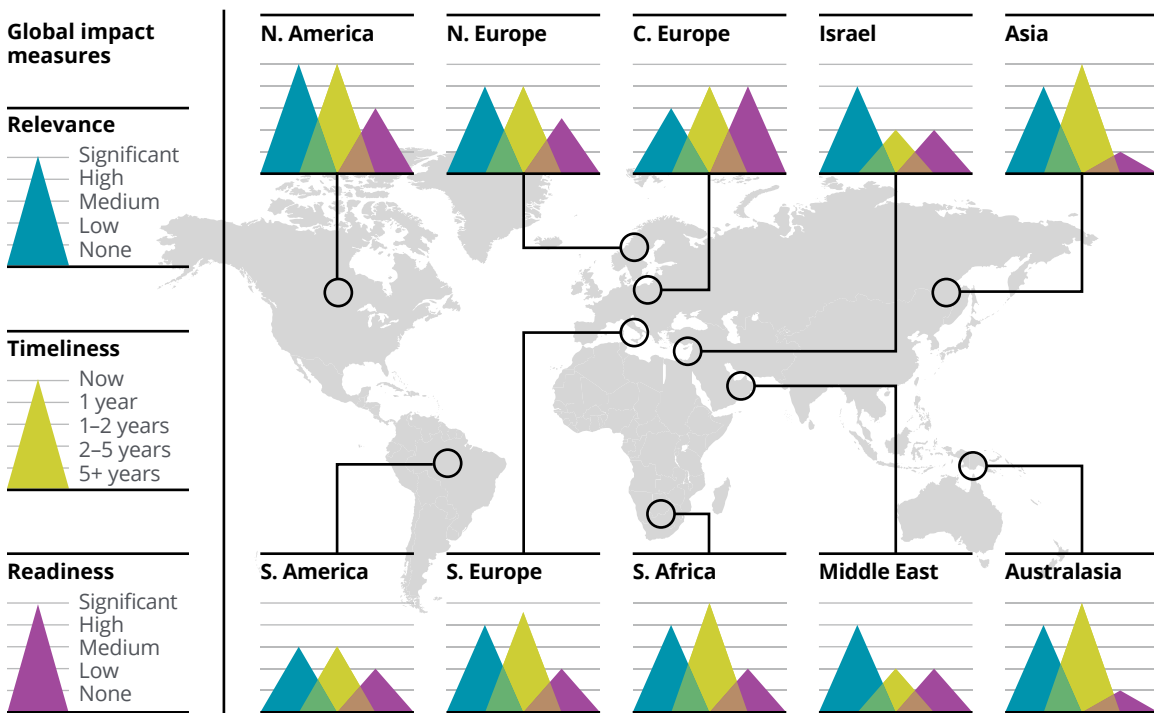 Global impact
measures
Relevance
Significant
High
Medium
Low
None
Timeliness
Now
1 year
1–2 years
2–5 years
5+ years
Readiness
Significant
High
Medium
Low
None
N. America
N. Europe
C. Europe
Israel
Asia
S. America
S. Europe
S. Africa
Middle East
Australasia